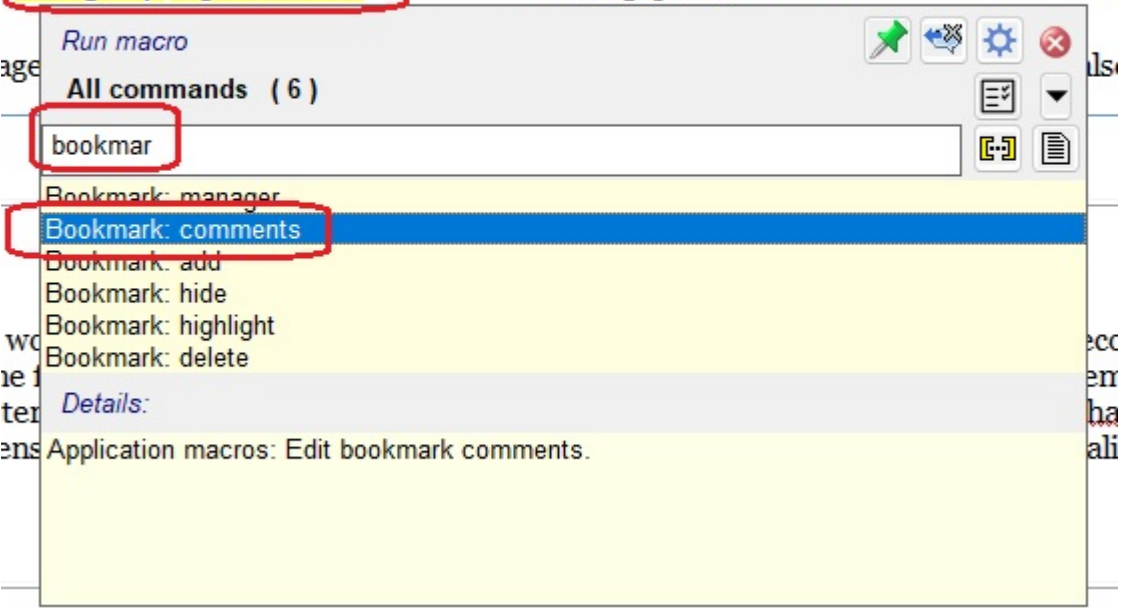 Run macro
All commands ( 6 )
bookmar
Bookmark: manager
Bookmark: comments
Bookmark: add
Bookmark: hide
Bookmark: highlight
Bookmark: delete
Details:
Application macros: Edit bookmark comments.